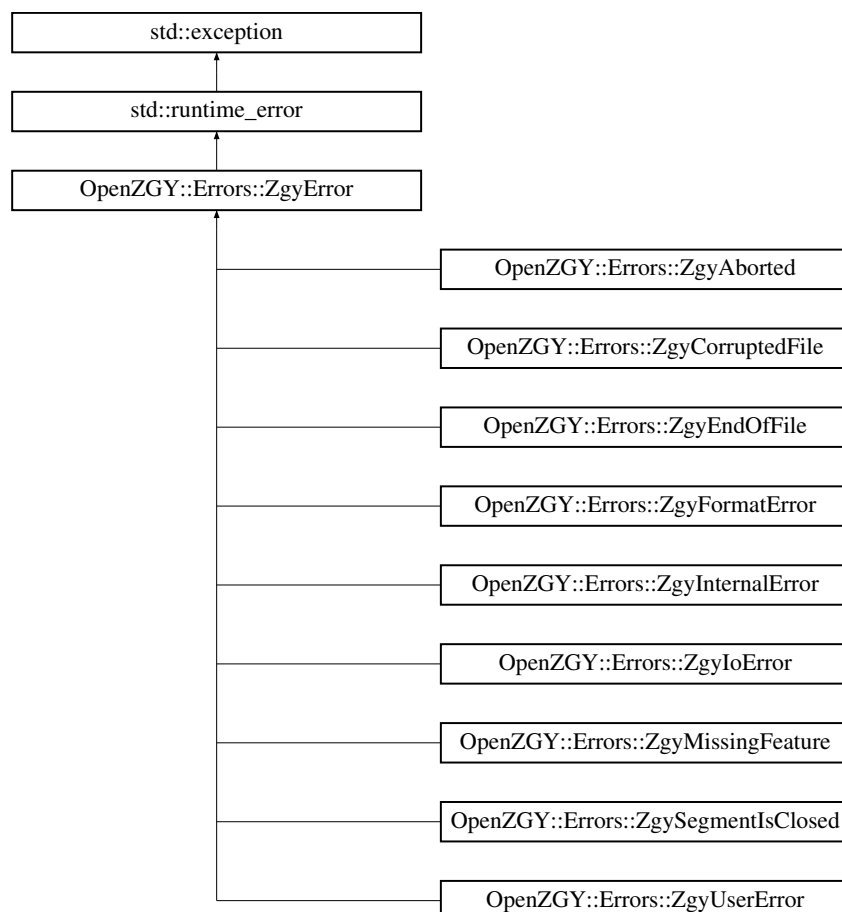 std::exception
std::runtime_error
OpenZGY::Errors::ZgyError
OpenZGY::Errors::ZgyAborted
OpenZGY::Errors::ZgyCorruptedFile
OpenZGY::Errors::ZgyEndOfFile
OpenZGY::Errors::ZgyFormatError
OpenZGY::Errors::ZgyInternalError
OpenZGY::Errors::ZgyIoError
OpenZGY::Errors::ZgyMissingFeature
OpenZGY::Errors::ZgySegmentIsClosed
OpenZGY::Errors::ZgyUserError